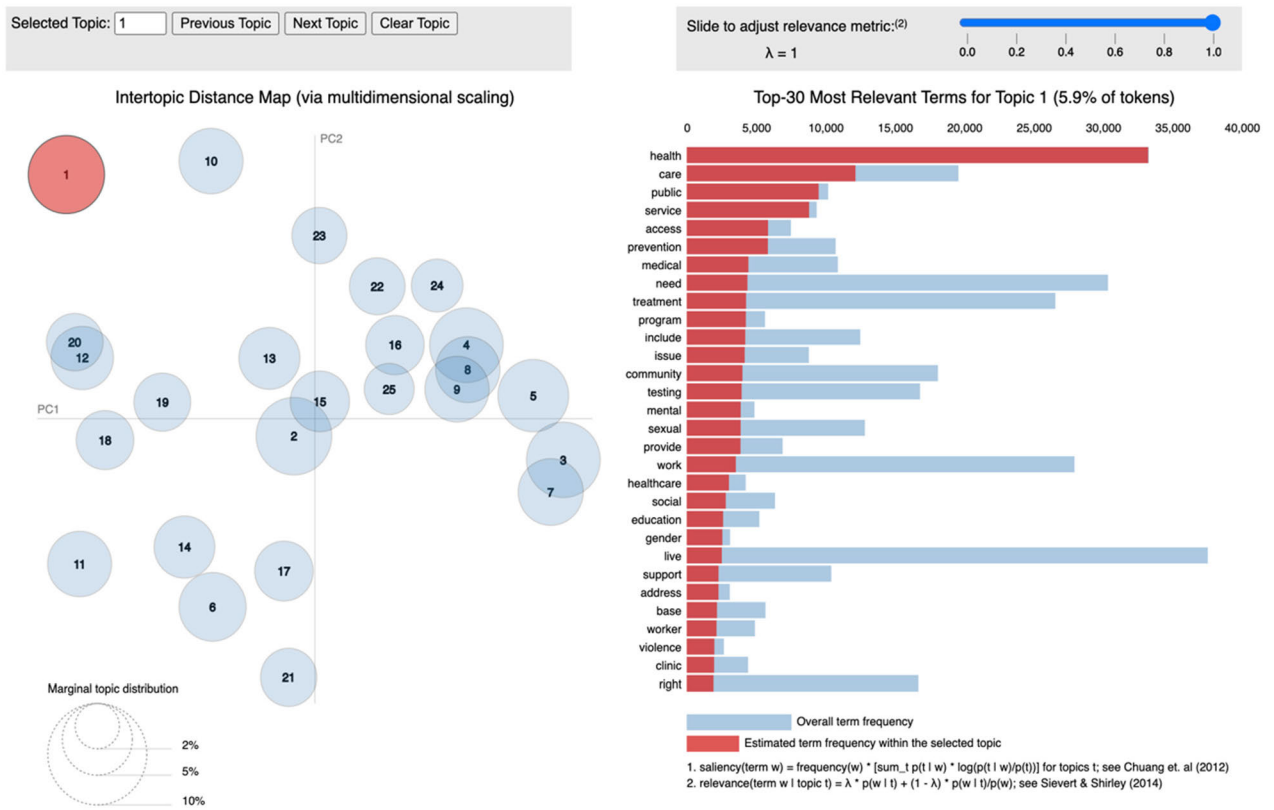 Selected Topic: 1 Previous Topic Next Topic Clear Topic
Slide to adjust relevance metric:(2)
λ = 1
0.0 0.2 0.4 0.6 0.8 1.0
Intertopic Distance Map (via multidimensional scaling)
PC2
PC1
1
10
23
22
24
20
12
13
16
4
8
9
25
5
15
19
2
18
3
7
14
11
17
6
21
Marginal topic distribution
2%
5%
10%
Top-30 Most Relevant Terms for Topic 1 (5.9% of tokens)
0 5,000 10,000 15,000 20,000 25,000 30,000 35,000 40,000
health
care
public
service
access
prevention
medical
need
treatment
program
include
issue
community
testing
mental
sexual
provide
work
healthcare
social
education
gender
live
support
address
base
worker
violence
clinic
right
Overall term frequency
Estimated term frequency within the selected topic
1. saliency(term w) = frequency(w) * [sum_t p(t | w) * log(p(t | w)/p(t))] for topics t; see Chuang et. al (2012)
2. relevance(term w | topic t) = λ * p(w | t) + (1 - λ) * p(w | t)/p(w); see Sievert & Shirley (2014)